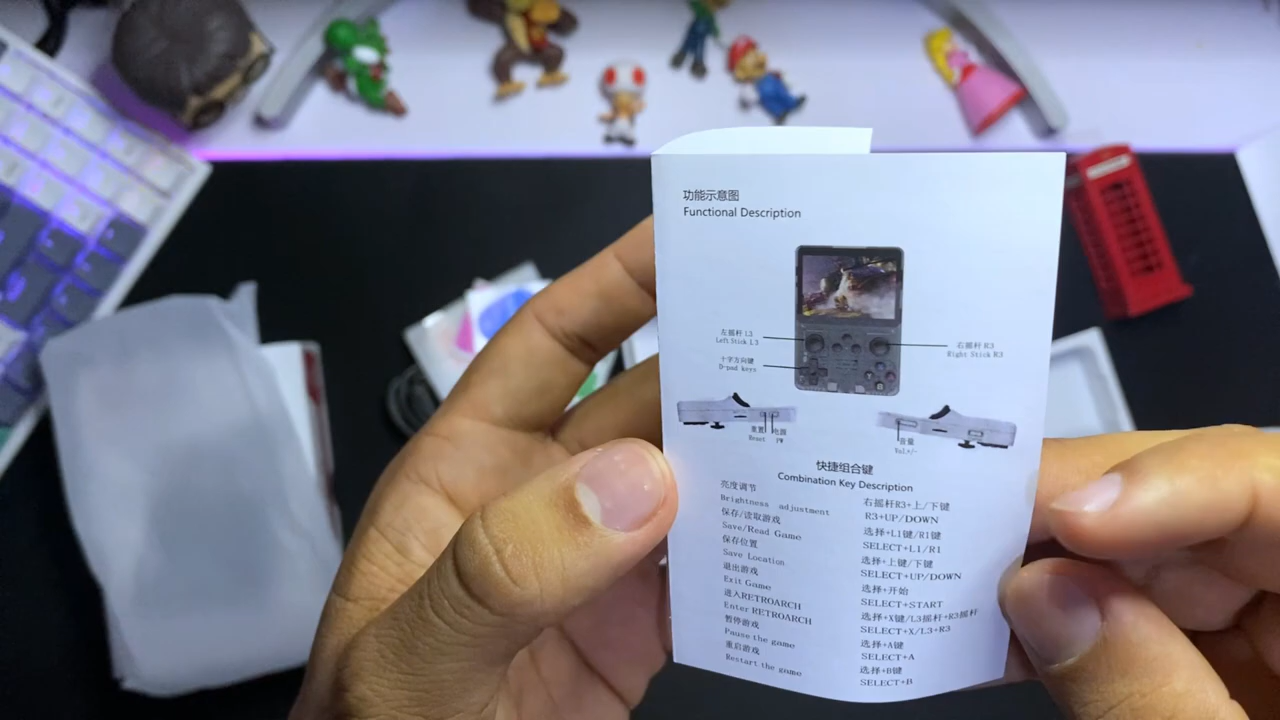 功能示意图
Functional Description
左摇杆 L3
Left Stick L3
右摇杆 R3
Right Stick R3
十字方向键
D-pad keys
重置 电源
Reset PW
音量
Vol+/-
快捷组合键
Combination Key Description
亮度调节
Brightness adjustment
右摇杆R3+上/下键
R3+UP/DOWN
保存/读取游戏
Save/Read Game
选择+L1键/R1键
SELECT+L1/R1
保存位置
Save Location
选择+上键/下键
SELECT+UP/DOWN
退出游戏
Exit Game
选择+开始
SELECT+START
进入RETROARCH
Enter RETROARCH
选择+X键/L3摇杆+R3摇杆
SELECT+X/L3+R3
暂停游戏
Pause the game
选择+A键
SELECT+A
重启游戏
Restart the game
选择+B键
SELECT+B